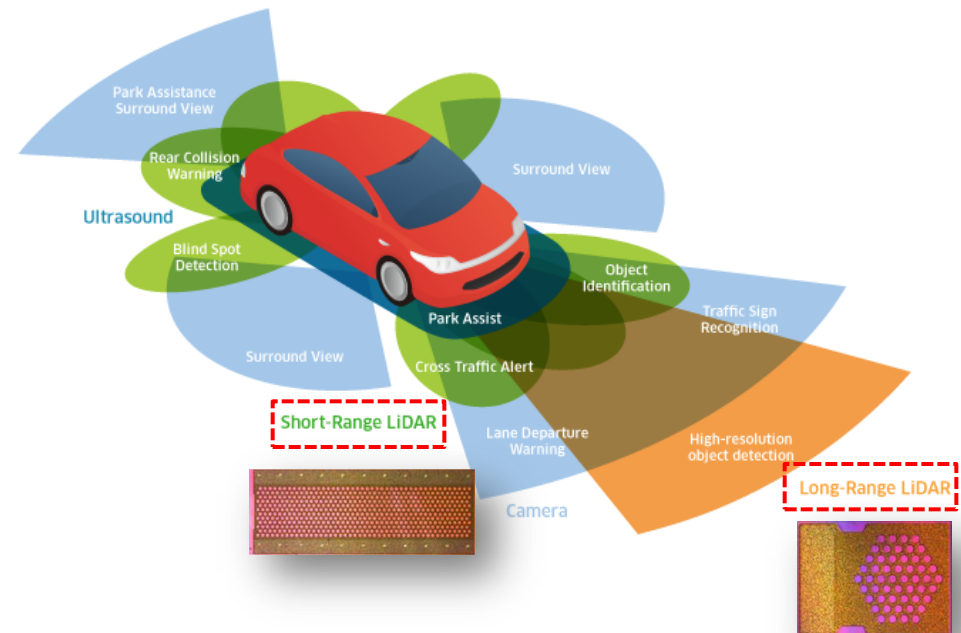 Park Assistance
Surround View
Rear Collision
Warning
Surround View
Ultrasound
Blind Spot
Detection
Object
Identification
Traffic Sign
Recognition
Park Assist
Surround View
Cross Traffic Alert
Short-Range LiDAR
Lane Departure
Warning
High-resolution
object detection
Long-Range LiDAR
Camera